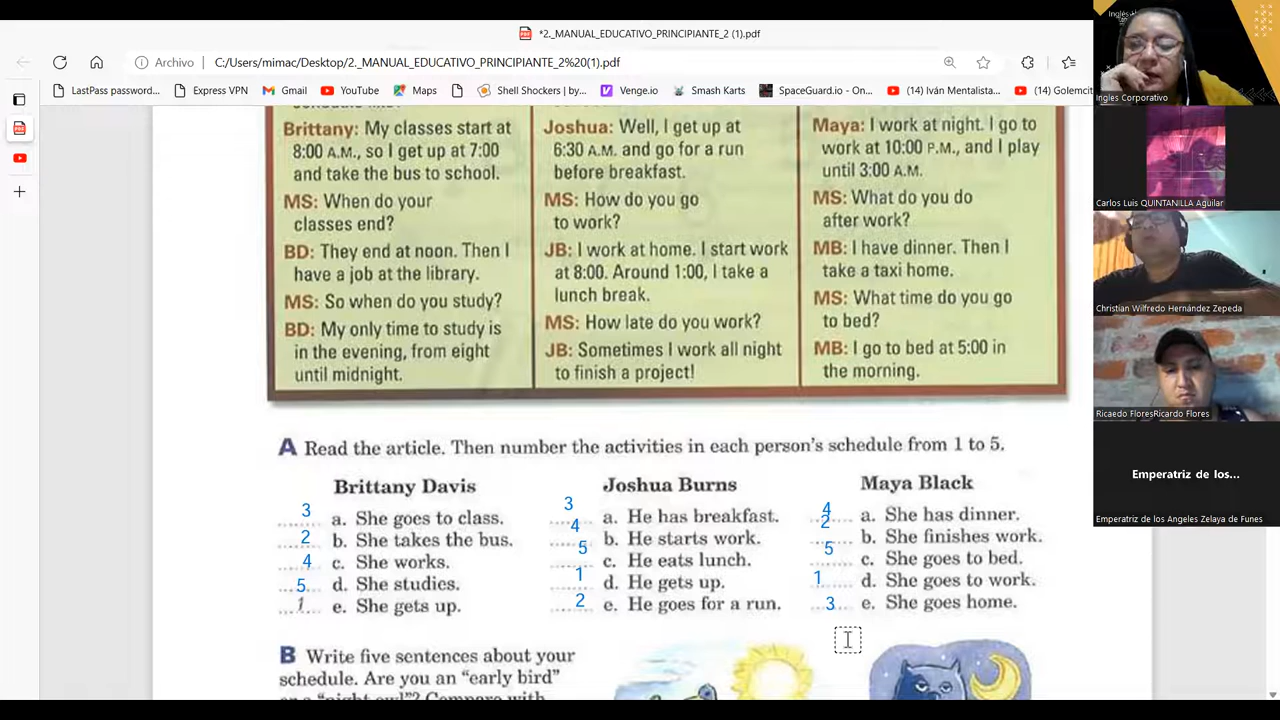 *2._MANUAL_EDUCATIVO_PRINCIPIANTE_2 (1).pdf
Archivo
C:/Users/mimac/Desktop/2._MANUAL_EDUCATIVO_PRINCIPIANTE_2%20(1).pdf
LastPass password...
Express VPN
Gmail
YouTube
Maps
Shell Shockers | by...
Venge.io
Smash Karts
SpaceGuard.io - On...
(14) Iván Mentalista...
(14) Golemcit
Brittany: My classes start at
8:00 A.M., so I get up at 7:00
and take the bus to school.
MS: When do your
classes end?
BD: They end at noon. Then I
have a job at the library.
MS: So when do you study?
BD: My only time to study is
in the evening, from eight
until midnight.
Joshua: Well, I get up at
6:30 A.M. and go for a run
before breakfast.
MS: How do you go
to work?
JB: I work at home. I start work
at 8:00. Around 1:00, I take a
lunch break.
MS: How late do you work?
JB: Sometimes I work all night
to finish a project!
Maya: I work at night. I go to
work at 10:00 P.M., and I play
until 3:00 A.M.
MS: What do you do
after work?
MB: I have dinner. Then I
take a taxi home.
MS: What time do you go
to bed?
MB: I go to bed at 5:00 in
the morning.
A Read the article. Then number the activities in each person's schedule from 1 to 5.
Brittany Davis
3 a. She goes to class.
2 b. She takes the bus.
4 c. She works.
5 d. She studies.
1 e. She gets up.
Joshua Burns
3 a. He has breakfast.
4 b. He starts work.
5 c. He eats lunch.
1 d. He gets up.
2 e. He goes for a run.
Maya Black
4 a. She has dinner.
2 b. She finishes work.
5 c. She goes to bed.
1 d. She goes to work.
3 e. She goes home.
B Write five sentences about your
schedule. Are you an "early bird"
Ingles Corporativo
Carlos Luis QUINTANILLA Aguilar
Christian Wilfredo Hernández Zepeda
Ricaedo FloresRicardo Flores
Emperatriz de los...
Emperatriz de los Angeles Zelaya de Funes